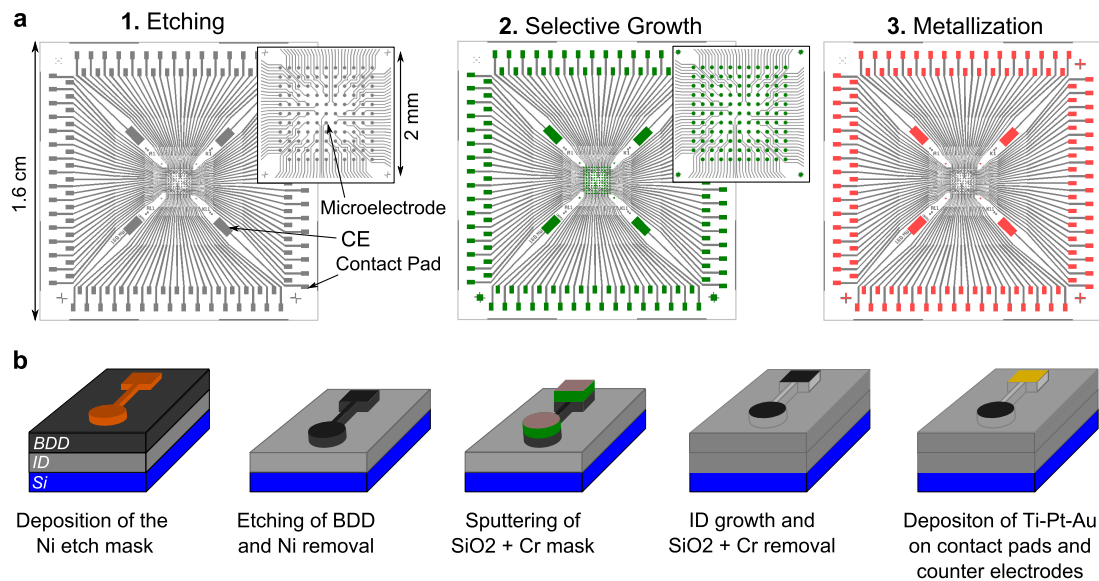 a
1. Etching
2. Selective Growth
3. Metallization
1.6 cm
2 mm
Microelectrode
CE
Contact Pad
b
BDD
ID
Si
Deposition of the
Ni etch mask
Etching of BDD
and Ni removal
Sputtering of
SiO2 + Cr mask
ID growth and
SiO2 + Cr removal
Depositon of Ti-Pt-Au
on contact pads and
counter electrodes